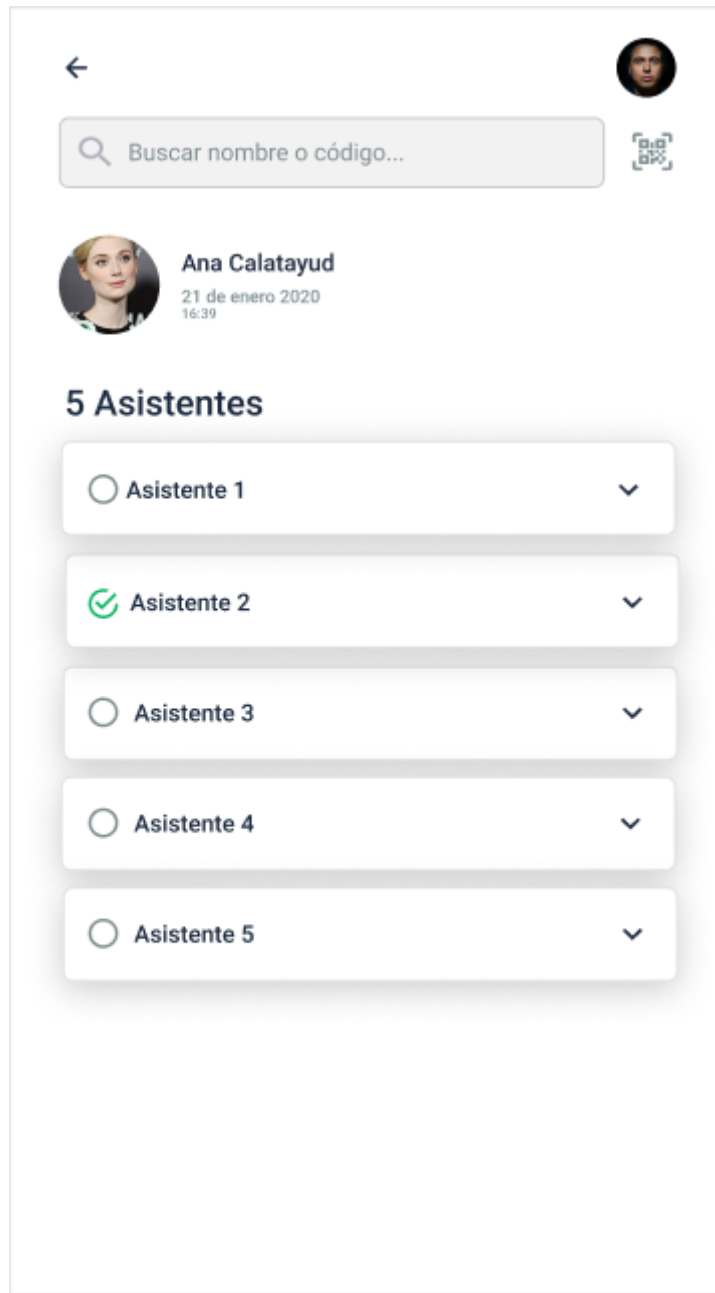 Buscar nombre o código...
Ana Calatayud
21 de enero 2020
16:39
5 Asistentes
Asistente 1
Asistente 2
Asistente 3
Asistente 4
Asistente 5